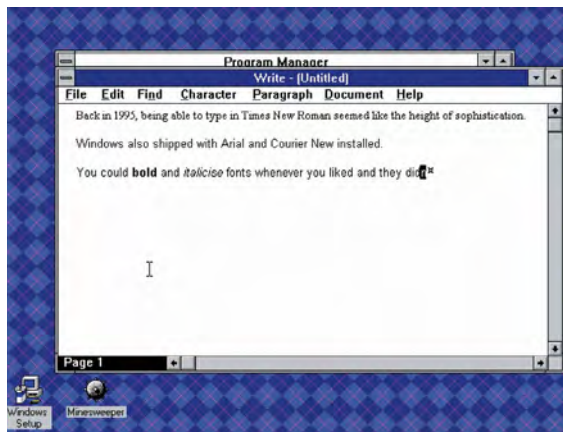 Program Manager
Write - (Untitled)
File Edit Find Character Paragraph Document Help
Back in 1995, being able to type in Times New Roman seemed like the height of sophistication.
Windows also shipped with Arial and Courier New installed.
You could bold and italicise fonts whenever you liked and they did
Page 1
Windows Minesweeper
Setup